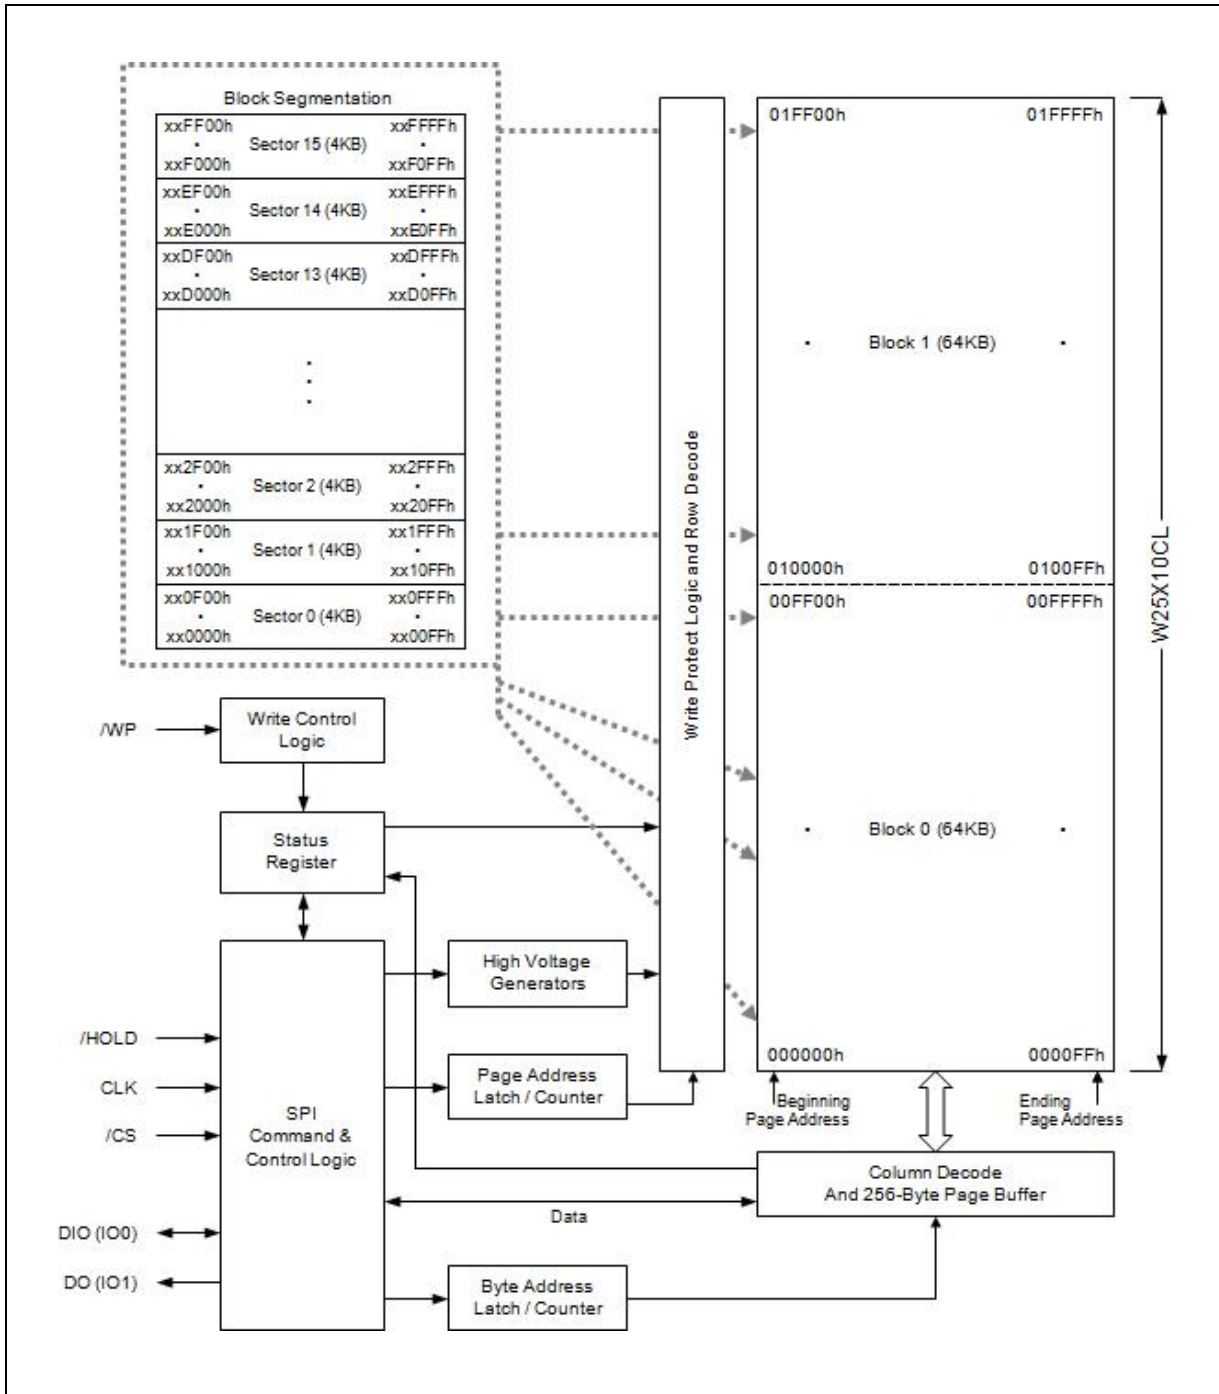 Block Segmentation
xxFF00h xxFFFFh
Sector 15 (4KB)
xxF000h xxF0FFh
xxEF00h xxEFFFh
Sector 14 (4KB)
xxE000h xxE0FFh
xxDF00h xxDFFFh
Sector 13 (4KB)
xxD000h xxD0FFh
xx2F00h xx2FFFh
Sector 2 (4KB)
xx2000h xx20FFh
xx1F00h xx1FFFh
Sector 1 (4KB)
xx1000h xx10FFh
xx0F00h xx0FFFh
Sector 0 (4KB)
xx0000h xx00FFh
Write Protect Logic and Row Decode
01FF00h 01FFFFh
Block 1 (64KB)
010000h 0100FFh
00FF00h 00FFFFh
Block 0 (64KB)
000000h 0000FFh
W25X10CL
Beginning
Page Address
Ending
Page Address
/WP
Write Control
Logic
Status
Register
High Voltage
Generators
/HOLD
CLK
/CS
DIO (IO0)
DO (IO1)
SPI
Command &
Control Logic
Page Address
Latch / Counter
Column Decode
And 256-Byte Page Buffer
Data
Byte Address
Latch / Counter